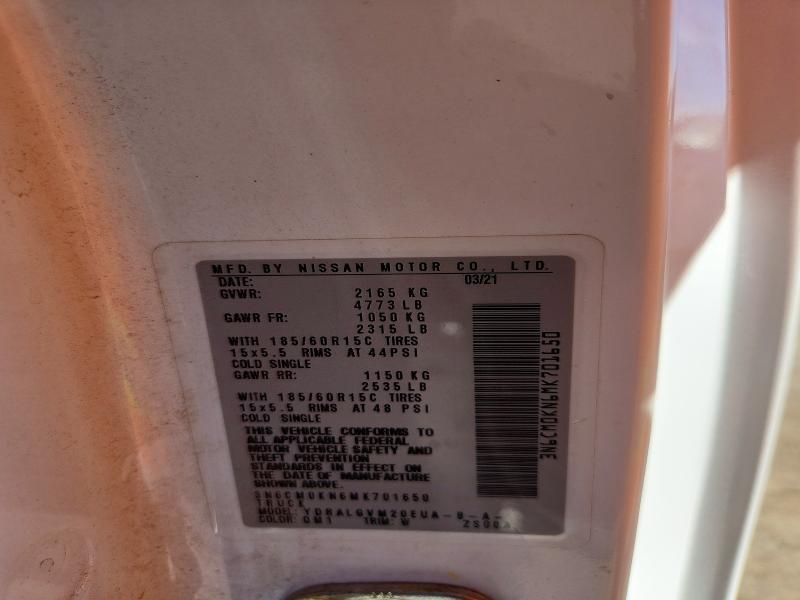 MFD. BY NISSAN MOTOR CO., LTD.
DATE: 03/21
GVWR: 2165 KG
4773 LB
GAWR FR: 1050 KG
2315 LB
WITH 185/60R15C TIRES
15x5.5 RIMS AT 44PSI
COLD SINGLE
GAWR RR: 1150 KG
2535 LB
WITH 185/60R15C TIRES
15x5.5 RIMS AT 48 PSI
COLD SINGLE
THIS VEHICLE CONFORMS TO
ALL APPLICABLE FEDERAL
MOTOR VEHICLE SAFETY AND
THEFT PREVENTION
STANDARDS IN EFFECT ON
THE DATE OF MANUFACTURE
SHOWN ABOVE.
3N6CM0KN6MK701650
TRUCK
MODEL: YDRALGVM20EUA-B-A-
COLOR: QM1 TRIM: W
3N6CM0KN6MK701650